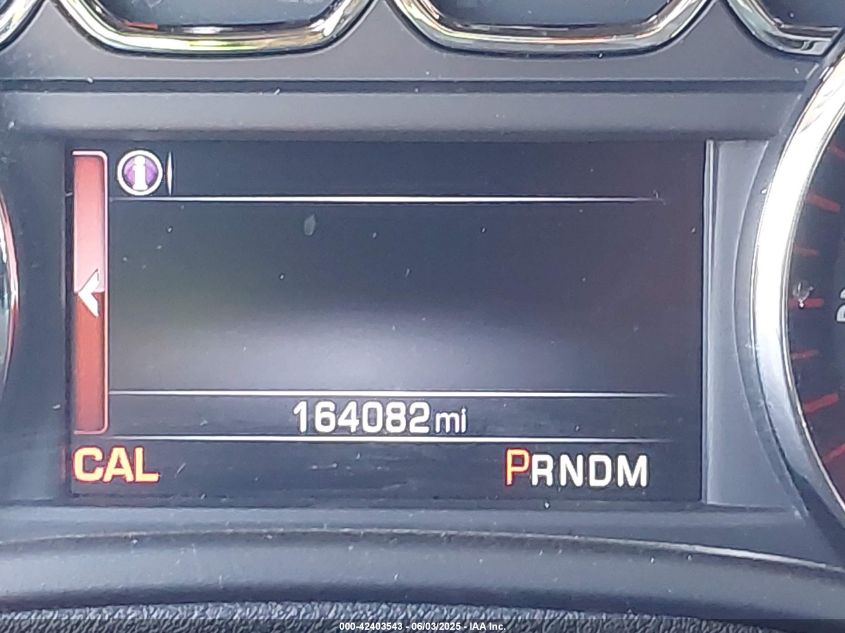 i
164082mi
CAL PRNDM
000-42403543 - 06/03/2025 - IAA Inc.